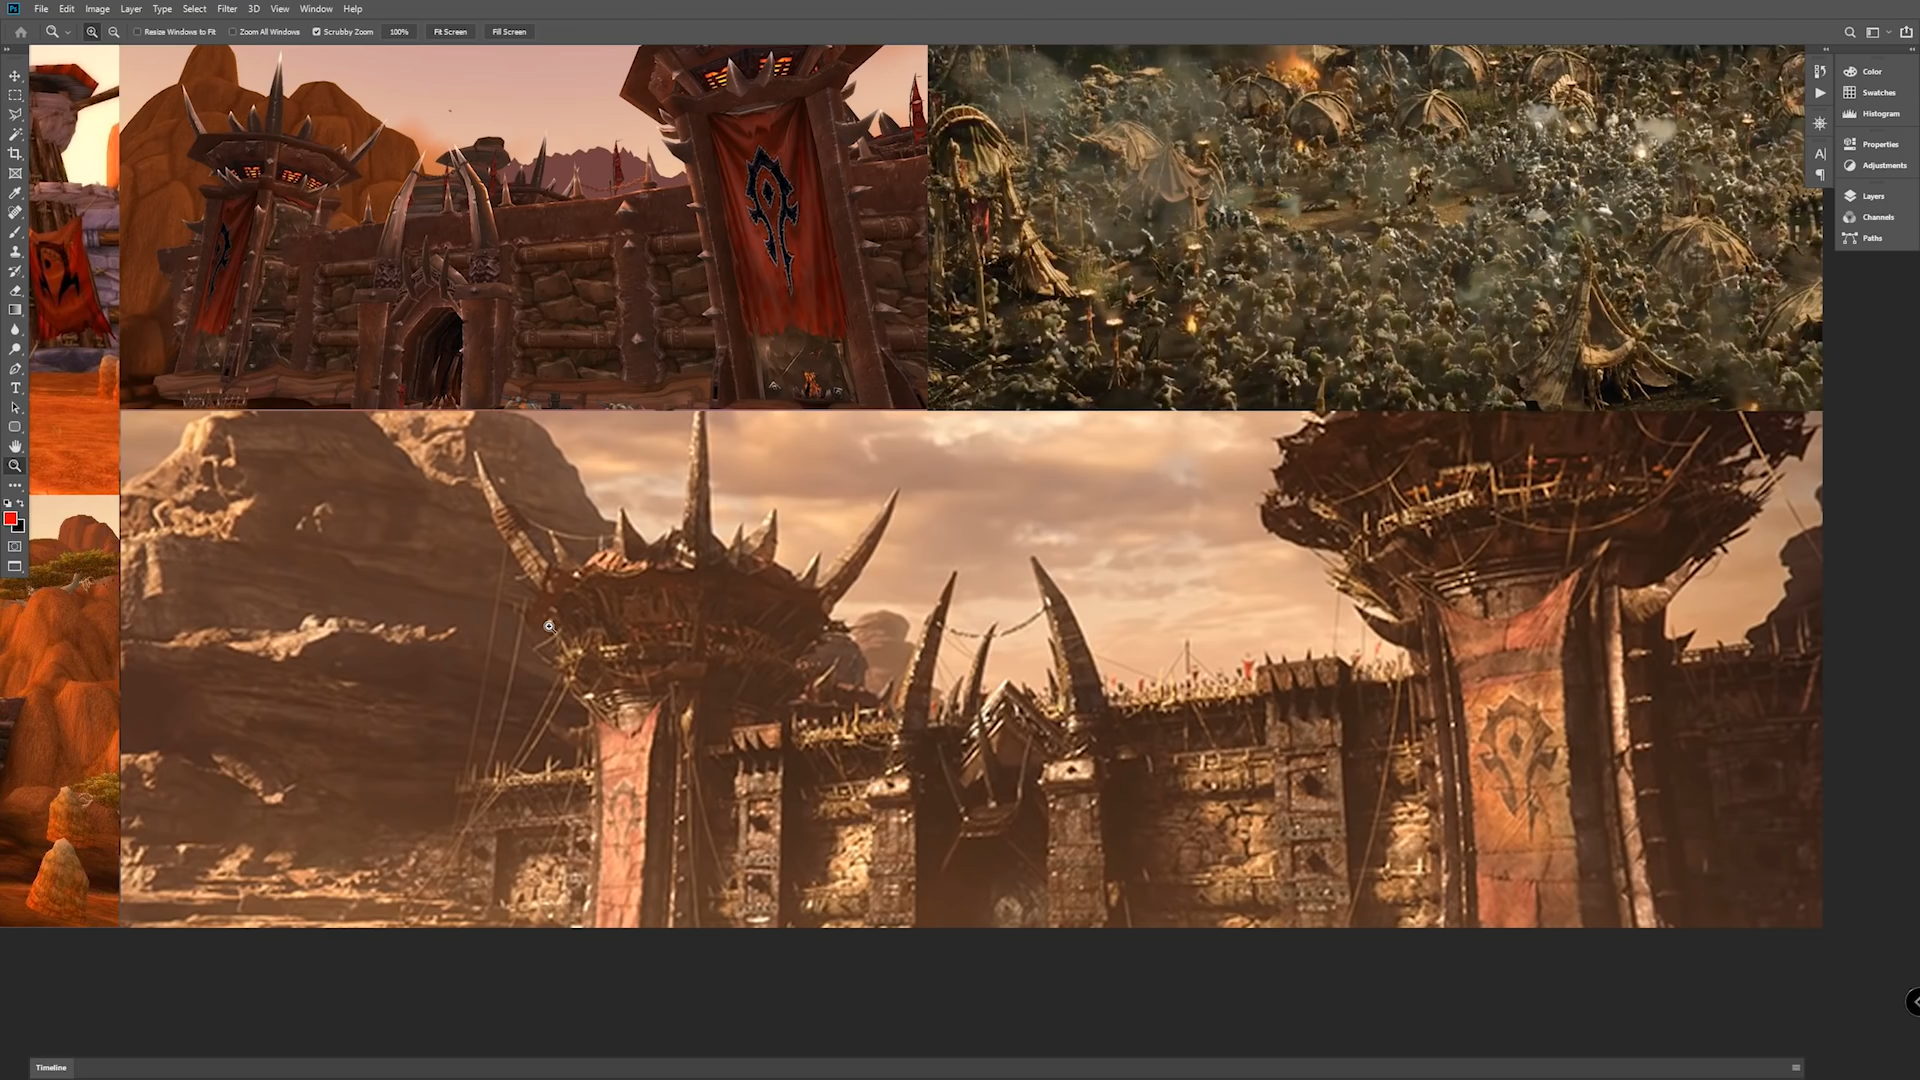 Ps File Edit Image Layer Type Select Filter 3D View Window Help
Resize Windows to Fit Zoom All Windows Scrubby Zoom 100% Fit Screen Fill Screen
Color
Swatches
Histogram
Properties
Adjustments
Layers
Channels
Paths
Timeline